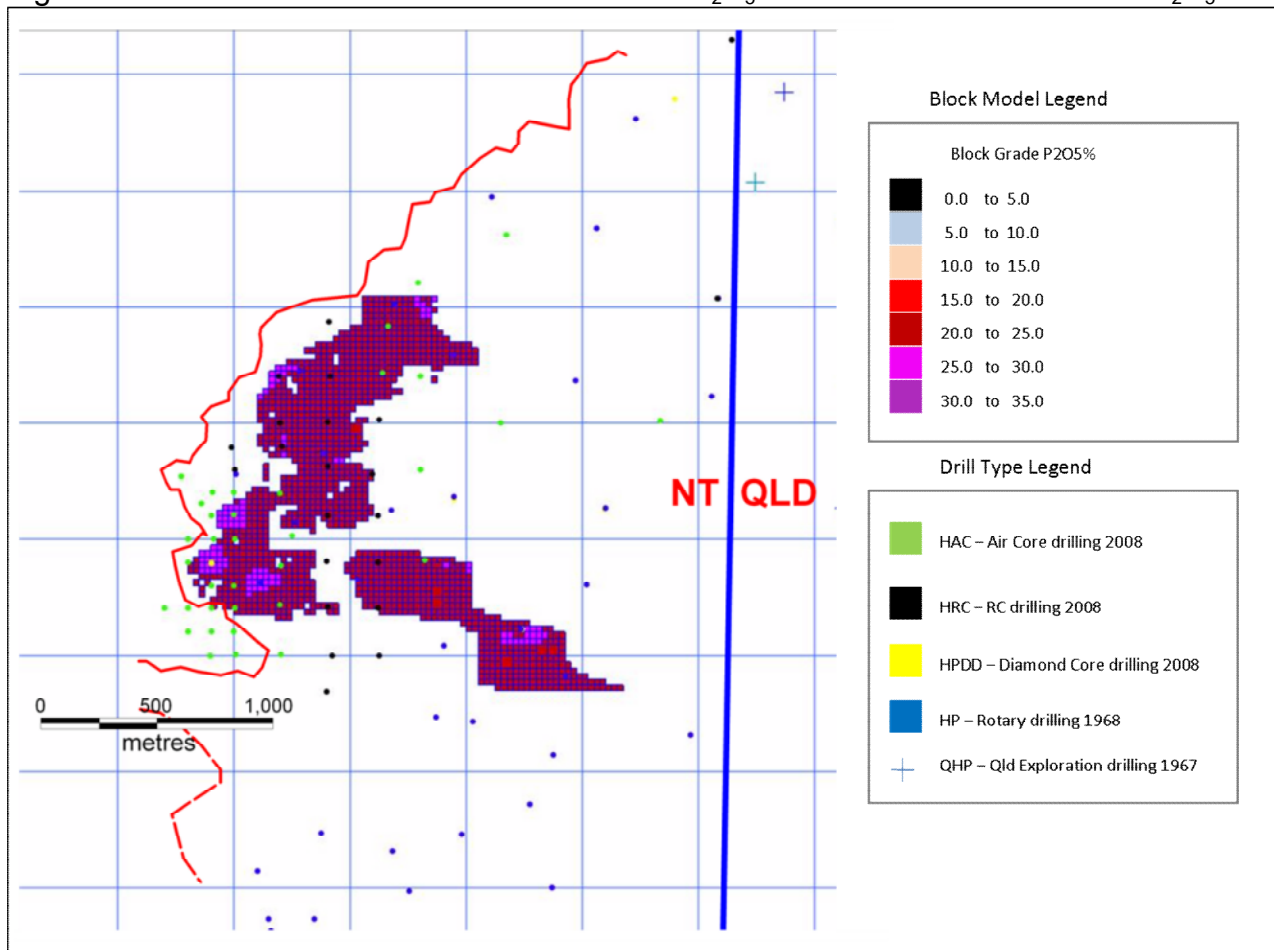 NT QLD
0 500 1,000
metres
Block Model Legend
Block Grade P2O5%
0.0 to 5.0
5.0 to 10.0
10.0 to 15.0
15.0 to 20.0
20.0 to 25.0
25.0 to 30.0
30.0 to 35.0
Drill Type Legend
HAC – Air Core drilling 2008
HRC – RC drilling 2008
HPDD – Diamond Core drilling 2008
HP – Rotary drilling 1968
QHP – Qld Exploration drilling 1967